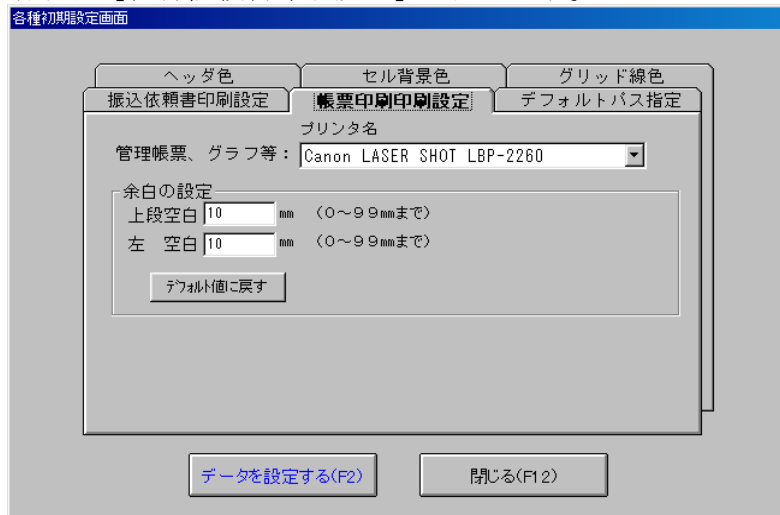 各種初期設定画面
ヘッダ色 セル背景色 グリッド線色
振込依頼書印刷設定 帳票印刷印刷設定 デフォルトパス指定
プリンタ名
管理帳票、グラフ等： Canon LASER SHOT LBP-2260
余白の設定
上段空白 10 mm （０～９９mmまで）
左　空白 10 mm （０～９９mmまで）
ﾃﾞﾌｫﾙﾄ値に戻す
データを設定する(F2) 閉じる(F12)